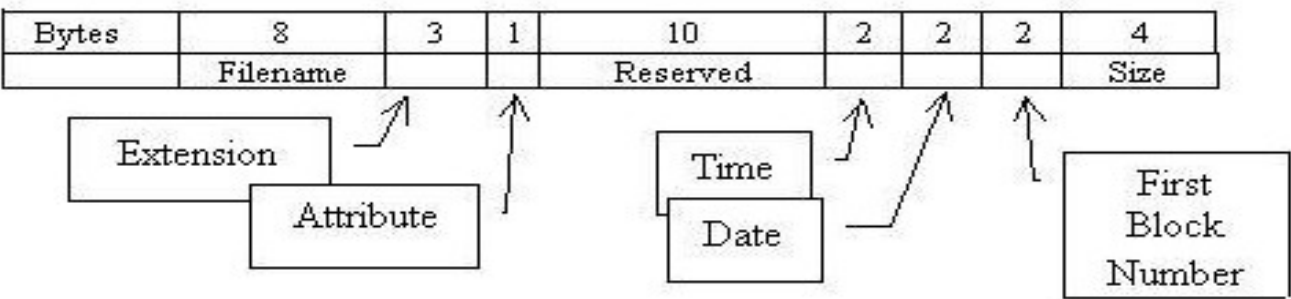 Bytes 8 3 1 10 2 2 2 4
Filename Reserved Size
Extension
Attribute
Time
Date
First
Block
Number